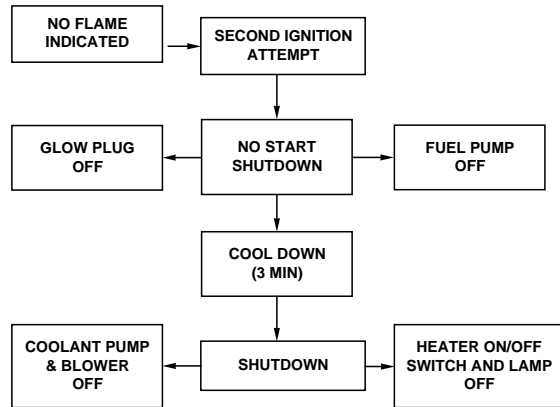 NO FLAME
INDICATED
SECOND IGNITION
ATTEMPT
GLOW PLUG
OFF
NO START
SHUTDOWN
FUEL PUMP
OFF
COOL DOWN
(3 MIN)
COOLANT PUMP
& BLOWER
OFF
SHUTDOWN
HEATER ON/OFF
SWITCH AND LAMP
OFF